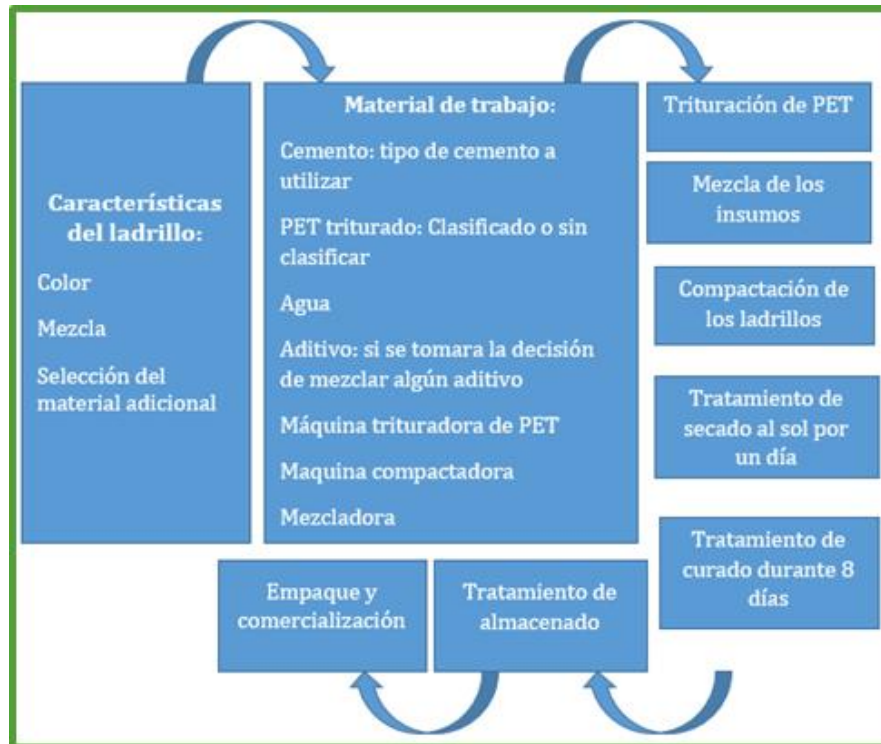 Características
del ladrillo:
Color
Mezcla
Selección del
material adicional
Material de trabajo:
Cemento: tipo de cemento a
utilizar
PET triturado: Clasificado o sin
clasificar
Agua
Aditivo: si se tomara la decisión
de mezclar algún aditivo
Máquina trituradora de PET
Maquina compactadora
Mezcladora
Trituración de PET
Mezcla de los
insumos
Compactación de
los ladrillos
Tratamiento de
secado al sol por
un día
Tratamiento de
curado durante 8
días
Tratamiento de
almacenado
Empaque y
comercialización